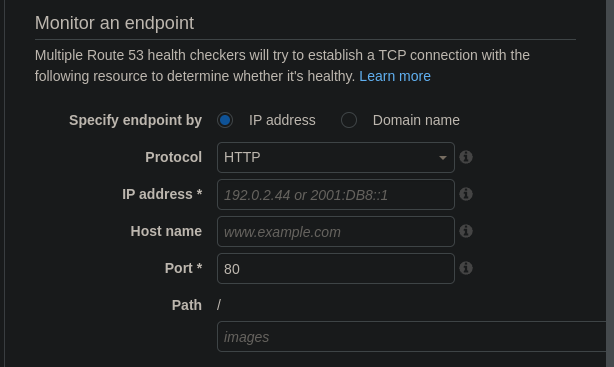 Monitor an endpoint
Multiple Route 53 health checkers will try to establish a TCP connection with the
following resource to determine whether it's healthy. Learn more
Specify endpoint by IP address Domain name
Protocol HTTP
IP address * 192.0.2.44 or 2001:DB8::1
Host name www.example.com
Port * 80
Path /
images